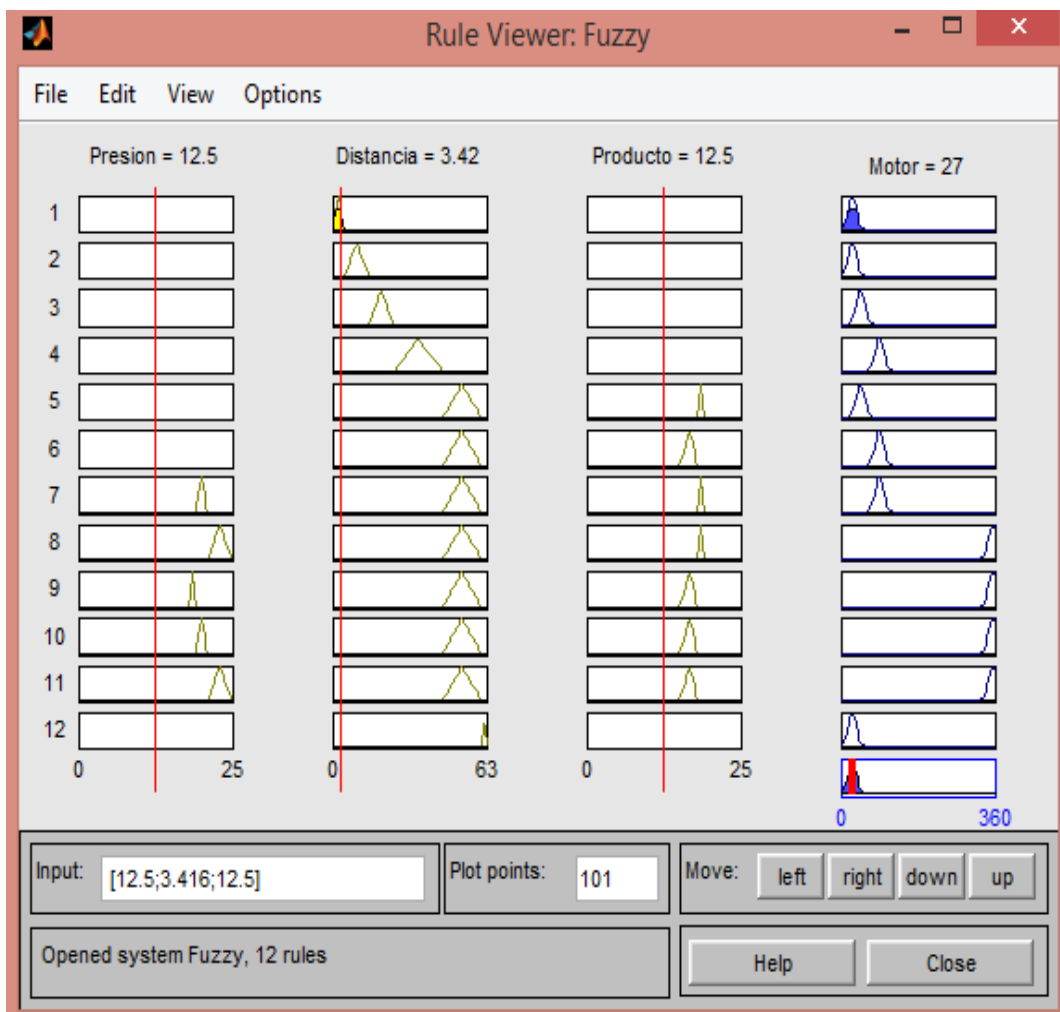 Rule Viewer: Fuzzy
File Edit View Options
Presion = 12.5 Distancia = 3.42 Producto = 12.5 Motor = 27
1
2
3
4
5
6
7
8
9
10
11
12
0 25 0 63 0 25
0 360
Input: [12.5;3.416;12.5] Plot points: 101 Move: left right down up
Opened system Fuzzy, 12 rules Help Close